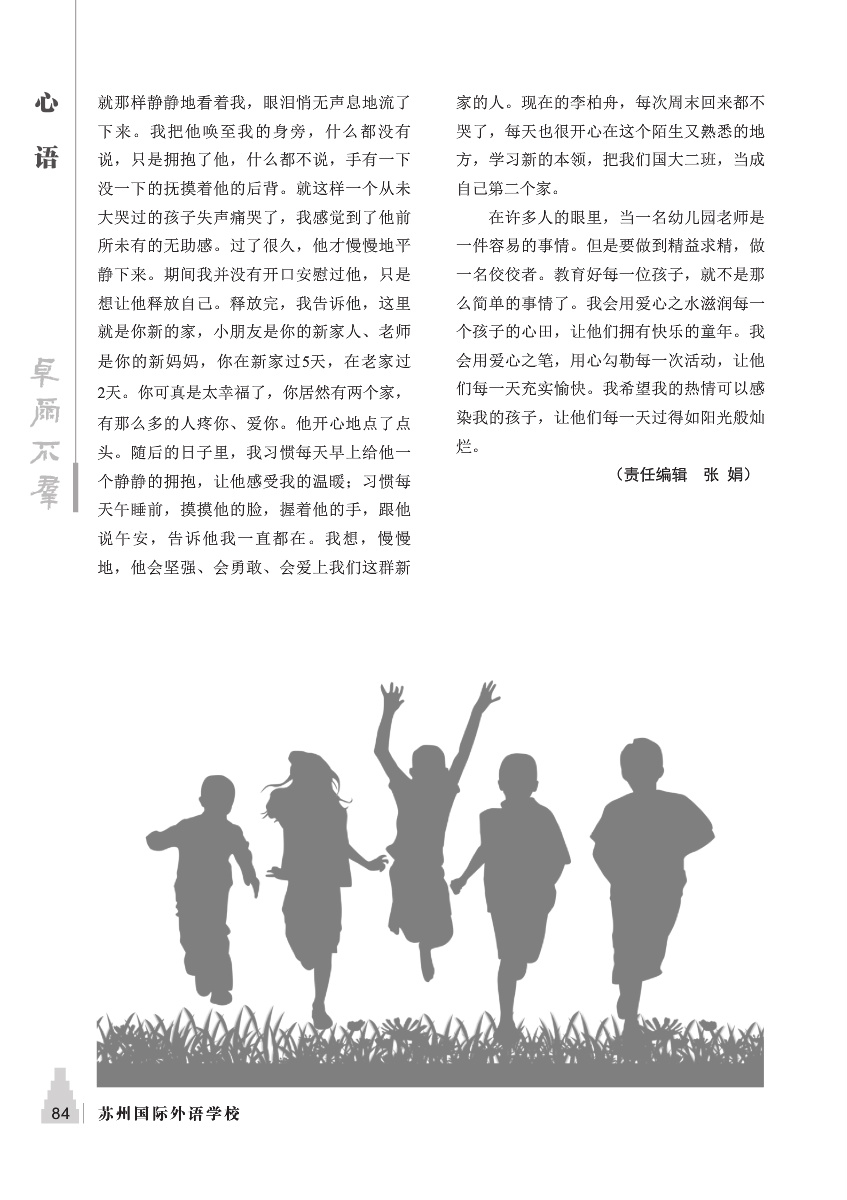 心
语
卓尔不群
就那样静静地看着我，眼泪悄无声息地流了
下来。我把他唤至我的身旁，什么都没有
说，只是拥抱了他，什么都不说，手有一下
没一下的抚摸着他的后背。就这样一个从未
大哭过的孩子失声痛哭了，我感觉到了他前
所未有的无助感。过了很久，他才慢慢地平
静下来。期间我并没有开口安慰过他，只是
想让他释放自己。释放完，我告诉他，这里
就是你新的家，小朋友是你的新家人、老师
是你的新妈妈，你在新家过5天，在老家过
2天。你可真是太幸福了，你居然有两个家，
有那么多的人疼你、爱你。他开心地点了点
头。随后的日子里，我习惯每天早上给他一
个静静的拥抱，让他感受我的温暖；习惯每
天午睡前，摸摸他的脸，握着他的手，跟他
说午安，告诉他我一直都在。我想，慢慢
地，他会坚强、会勇敢、会爱上我们这群新
家的人。现在的李柏舟，每次周末回来都不
哭了，每天也很开心在这个陌生又熟悉的地
方，学习新的本领，把我们国大二班，当成
自己第二个家。
在许多人的眼里，当一名幼儿园老师是
一件容易的事情。但是要做到精益求精，做
一名佼佼者。教育好每一位孩子，就不是那
么简单的事情了。我会用爱心之水滋润每一
个孩子的心田，让他们拥有快乐的童年。我
会用爱心之笔，用心勾勒每一次活动，让他
们每一天充实愉快。我希望我的热情可以感
染我的孩子，让他们每一天过得如阳光般灿
烂。
（责任编辑　张 娟）
84
苏州国际外语学校